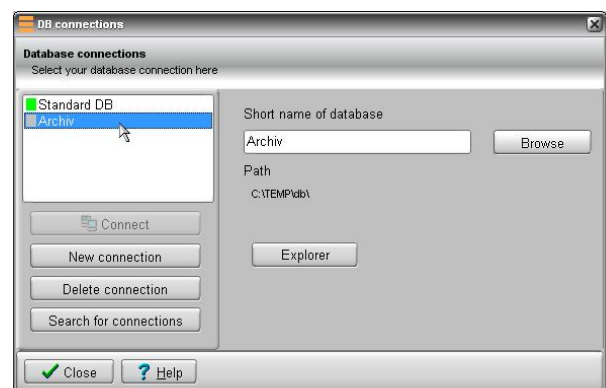 DB connections
Database connections
Select your database connection here
Standard DB
Archiv
Short name of database
Archiv
Browse
Path
C:\TEMP\db\
Connect
New connection
Explorer
Delete connection
Search for connections
Close
? Help